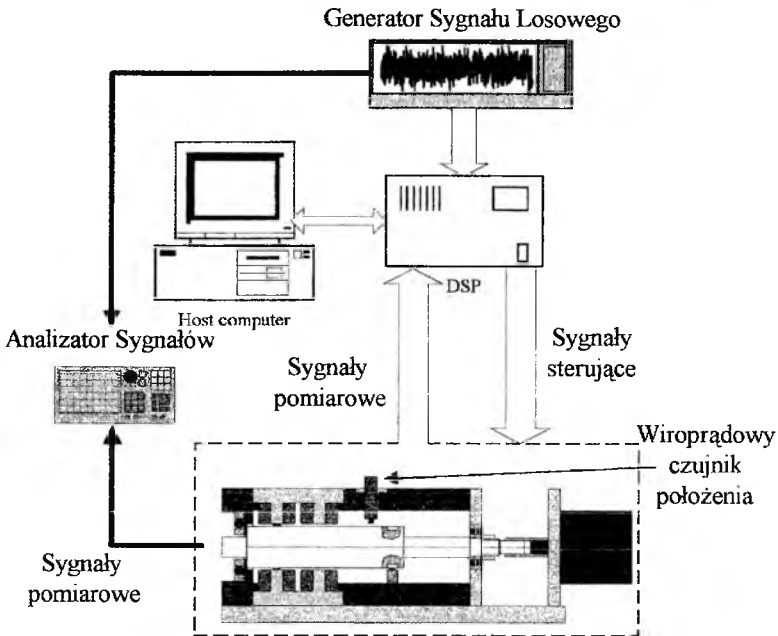 Generator Sygnału Losowego
DSP
Host computer
Analizator Sygnałów
Sygnały
pomiarowe
Sygnały
sterujące
Wiroprądowy
czujnik
położenia
Sygnały
pomiarowe